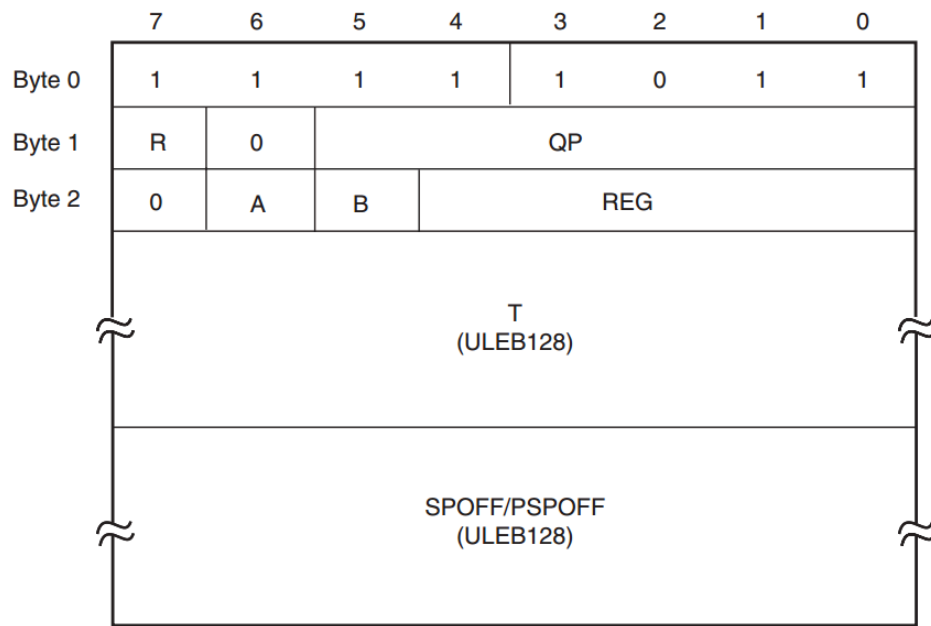 7 6 5 4 3 2 1 0
Byte 0 1 1 1 1 1 0 1 1
Byte 1 R 0 QP
Byte 2 0 A B REG
T
(ULEB128)
SPOFF/PSPOFF
(ULEB128)